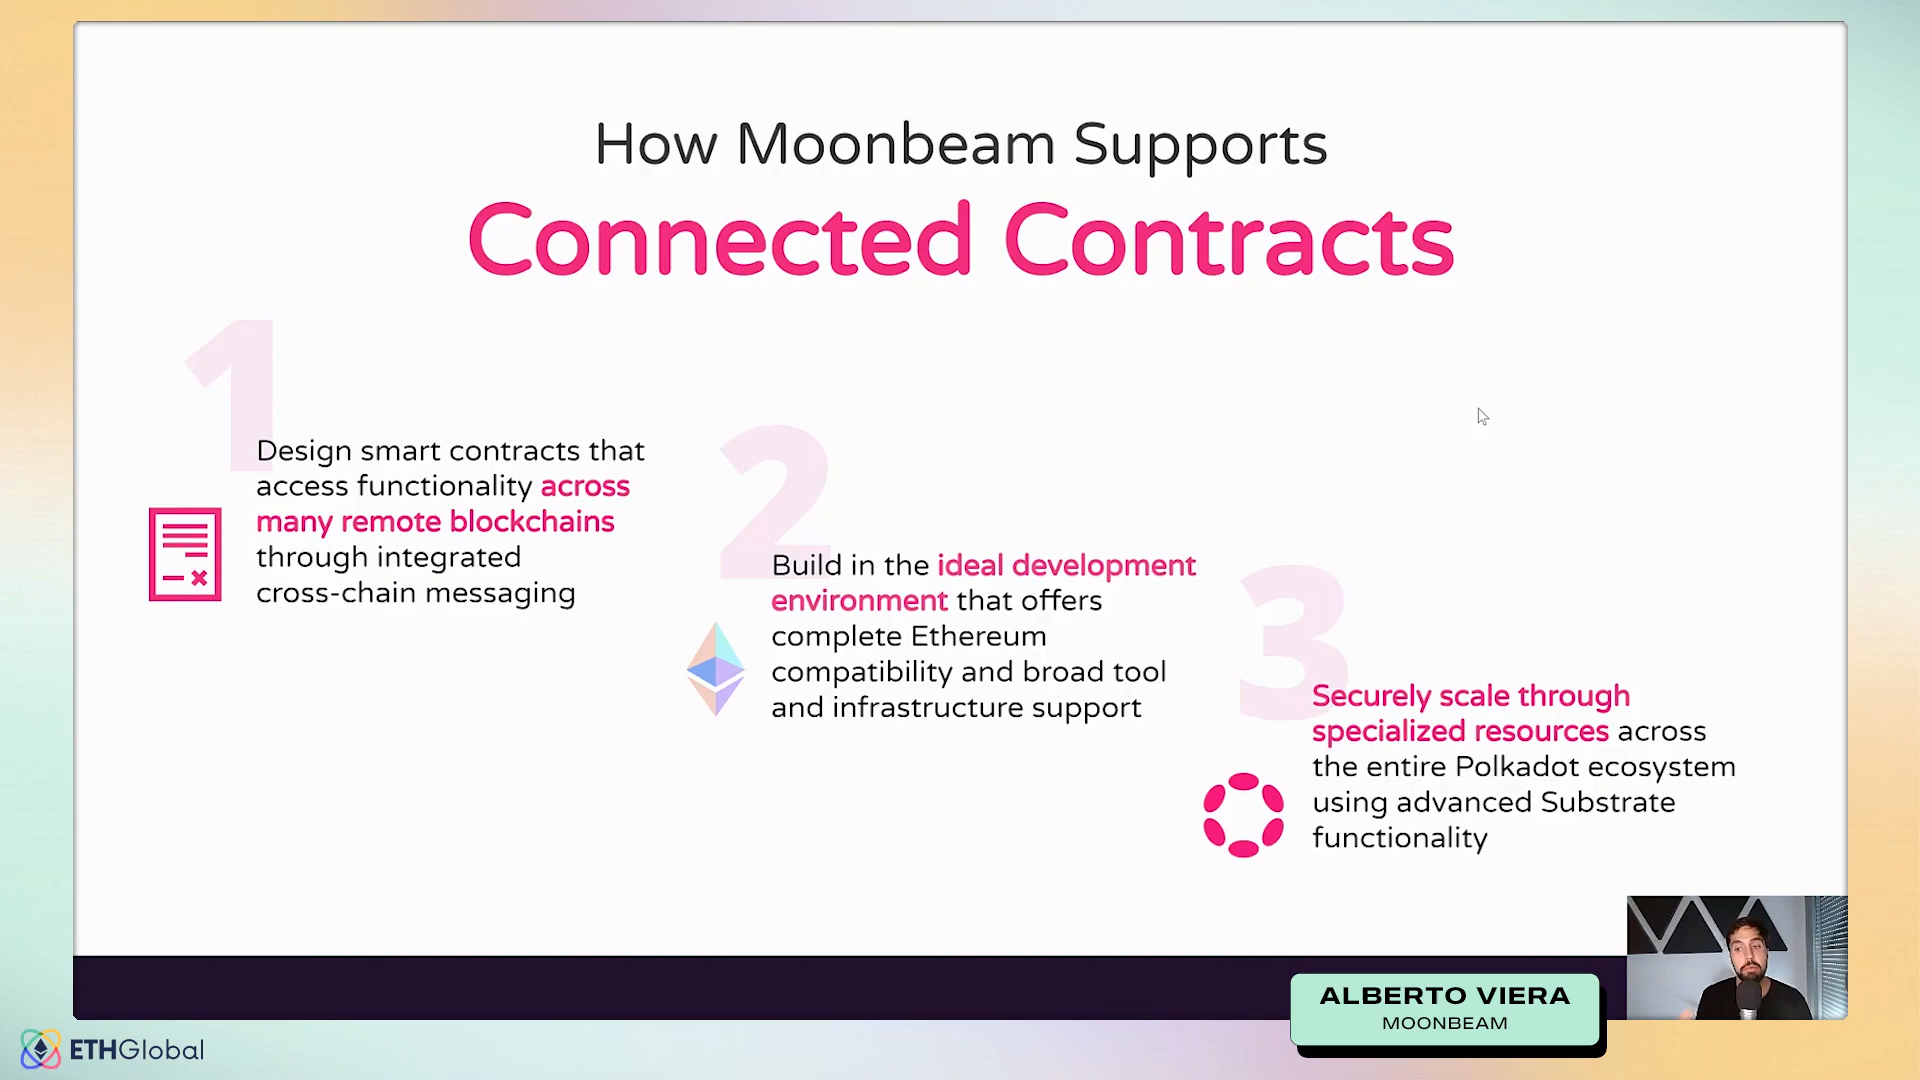 How Moonbeam Supports
Connected Contracts
1
Design smart contracts that
access functionality across
many remote blockchains
through integrated
cross-chain messaging
2
Build in the ideal development
environment that offers
complete Ethereum
compatibility and broad tool
and infrastructure support
3
Securely scale through
specialized resources across
the entire Polkadot ecosystem
using advanced Substrate
functionality
ALBERTO VIERA
MOONBEAM
ETHGlobal